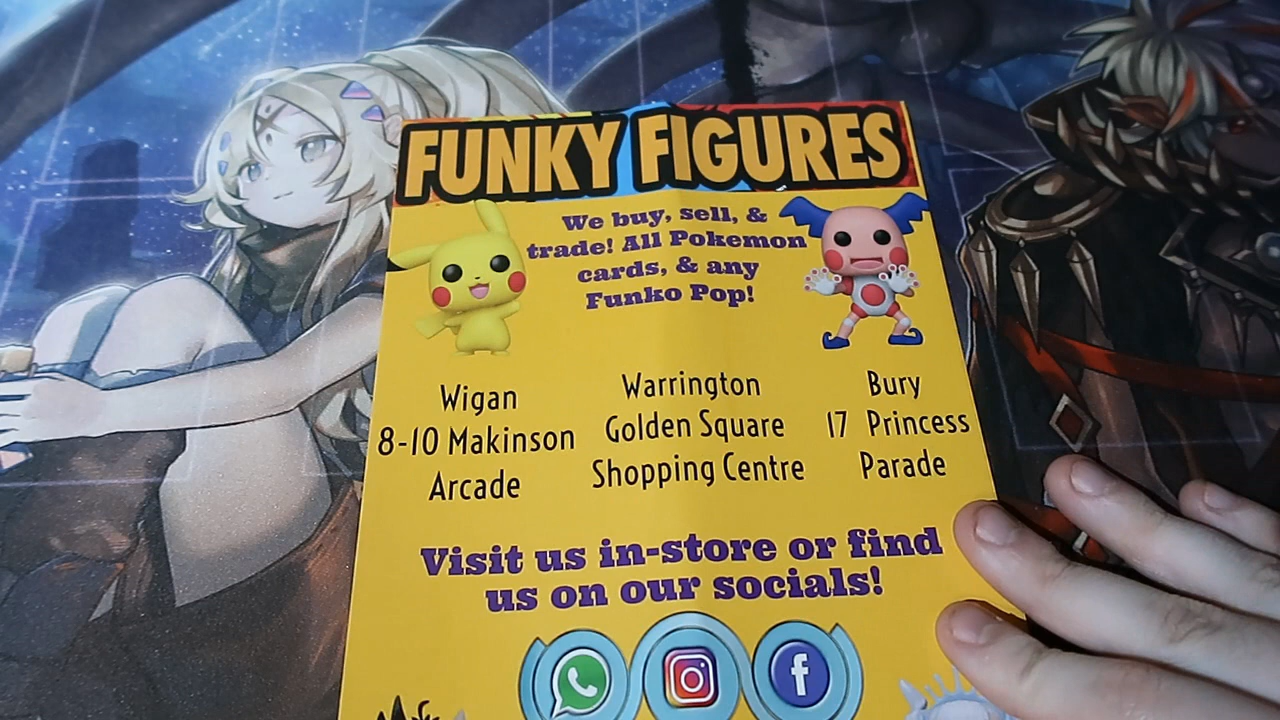 FUNKY FIGURES
We buy, sell, &
trade! All Pokemon
cards, & any
Funko Pop!
Wigan
8-10 Makinson
Arcade
Warrington
Golden Square
Shopping Centre
Bury
17 Princess
Parade
Visit us in-store or find
us on our socials!